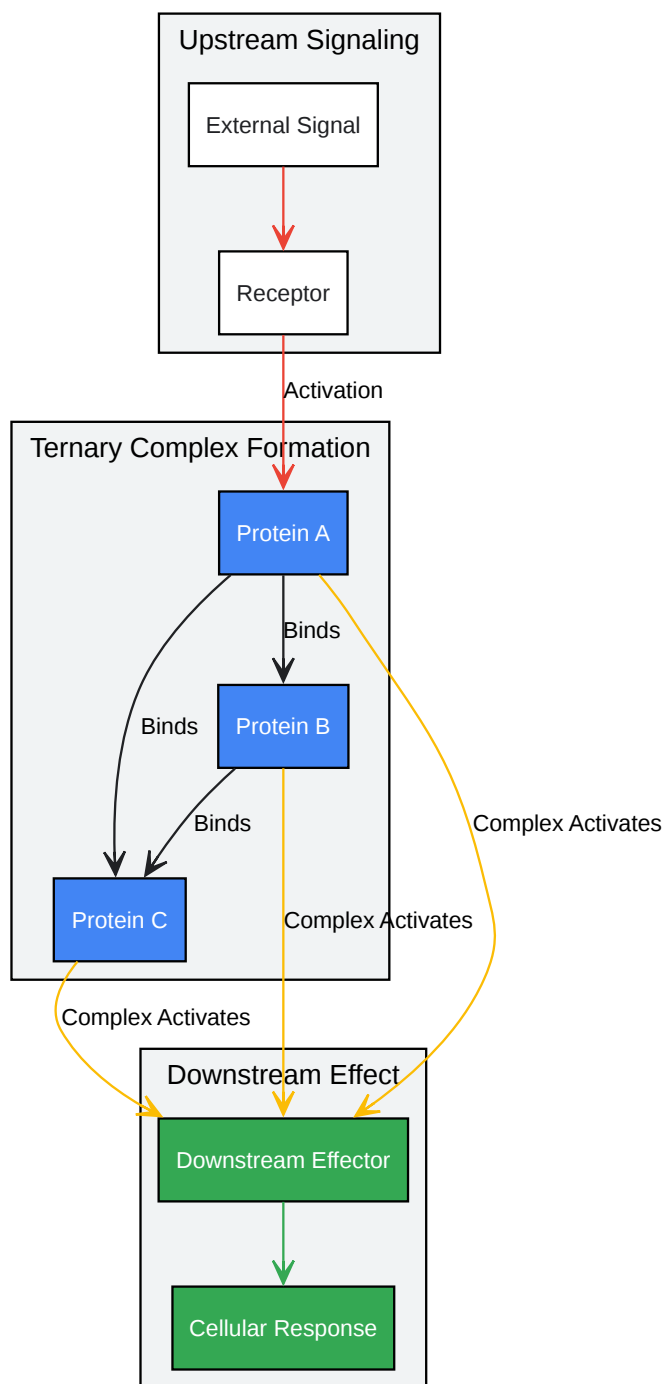 Upstream Signaling
External Signal
Receptor
Activation
Ternary Complex Formation
Protein A
Binds
Binds
Protein B
Binds
Complex Activates
Protein C
Complex Activates
Complex Activates
Downstream Effect
Downstream Effector
Cellular Response